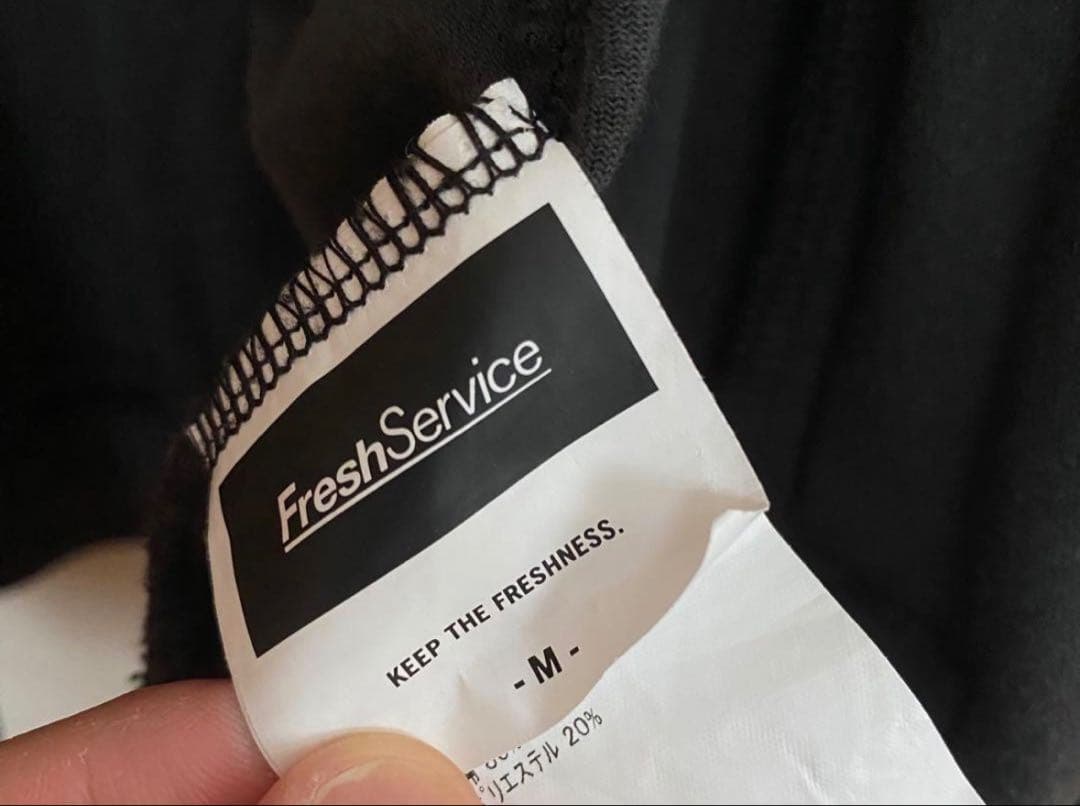 FreshService
KEEP THE FRESHNESS.
- M -
リエステル 20%